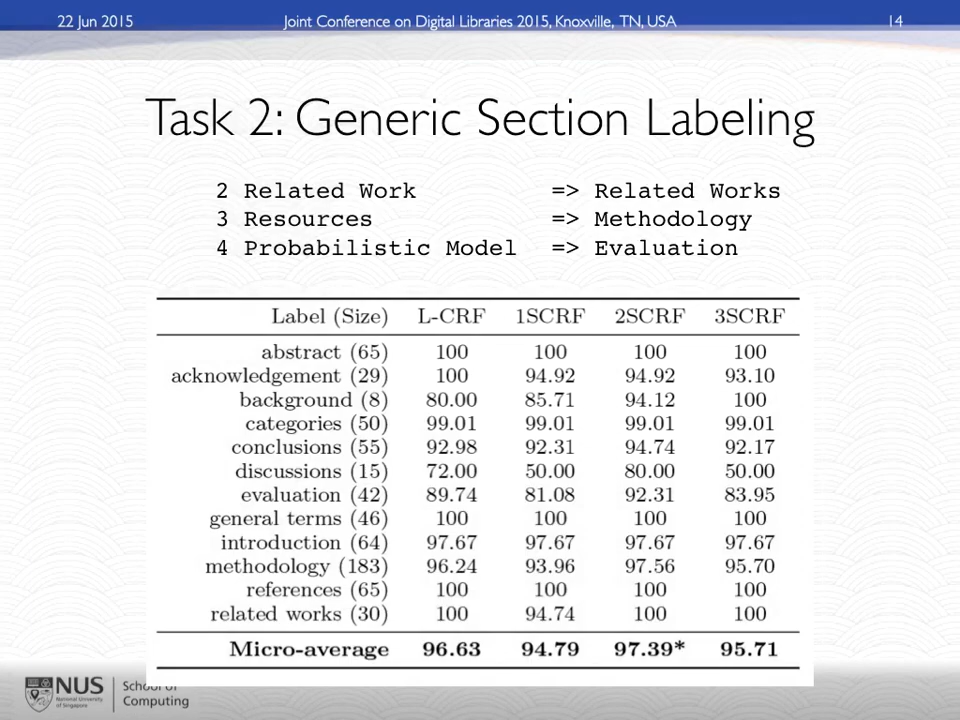 22 Jun 2015 Joint Conference on Digital Libraries 2015, Knoxville, TN, USA 14
Task 2: Generic Section Labeling
2 Related Work => Related Works
3 Resources => Methodology
4 Probabilistic Model => Evaluation
Label (Size) L-CRF 1SCRF 2SCRF 3SCRF
abstract (65) 100 100 100 100
acknowledgement (29) 100 94.92 94.92 93.10
background (8) 80.00 85.71 94.12 100
categories (50) 99.01 99.01 99.01 99.01
conclusions (55) 92.98 92.31 94.74 92.17
discussions (15) 72.00 50.00 80.00 50.00
evaluation (42) 89.74 81.08 92.31 83.95
general terms (46) 100 100 100 100
introduction (64) 97.67 97.67 97.67 97.67
methodology (183) 96.24 93.96 97.56 95.70
references (65) 100 100 100 100
related works (30) 100 94.74 100 100
Micro-average 96.63 94.79 97.39* 95.71
NUS
National University
of Singapore
School of
Computing